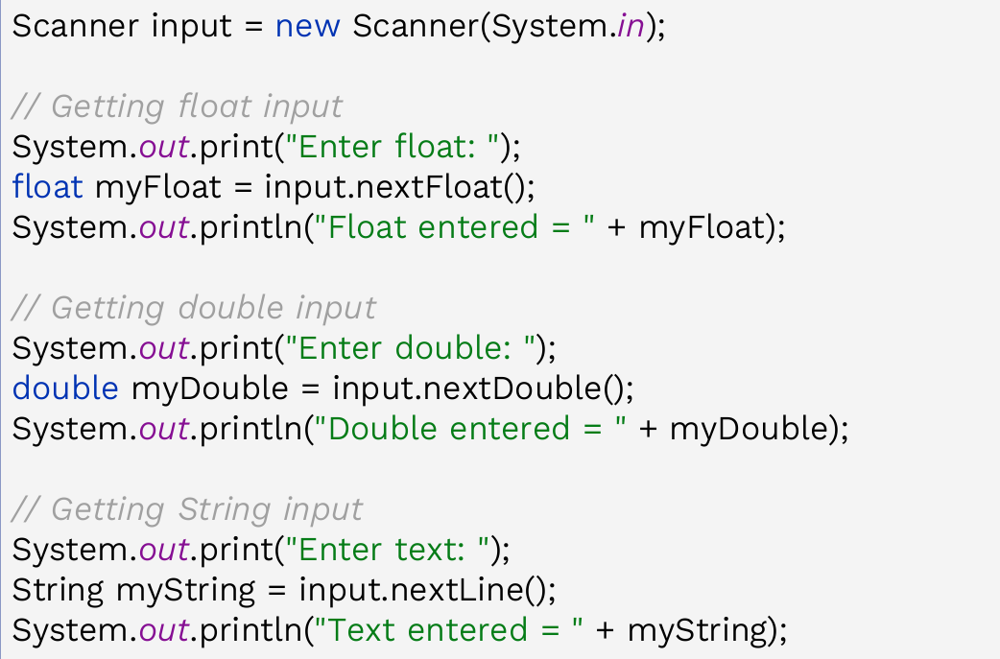 Scanner input = new Scanner(System.in);
// Getting float input
System.out.print("Enter float: ");
float myFloat = input.nextFloat();
System.out.println("Float entered = " + myFloat);
// Getting double input
System.out.print("Enter double: ");
double myDouble = input.nextDouble();
System.out.println("Double entered = " + myDouble);
// Getting String input
System.out.print("Enter text: ");
String myString = input.nextLine();
System.out.println("Text entered = " + myString);